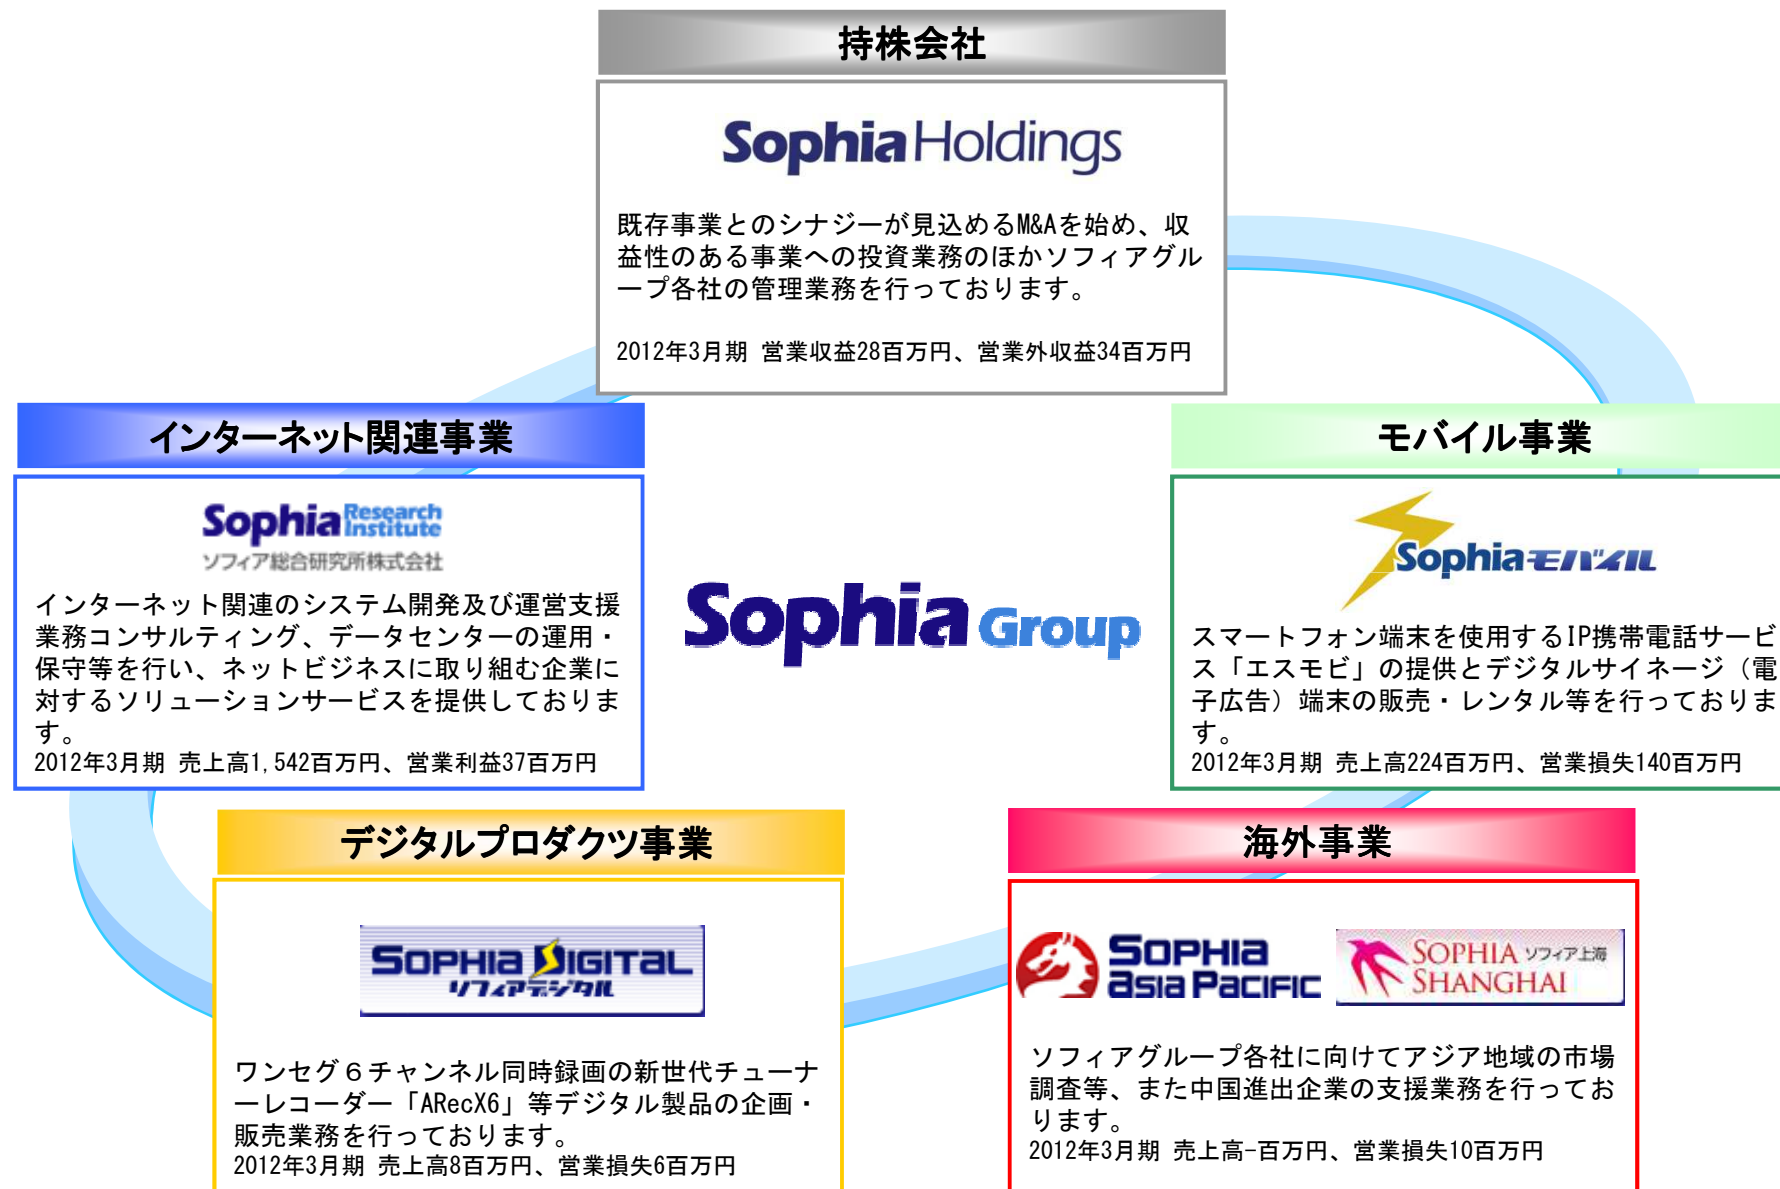 持株会社
Sophia Holdings
既存事業とのシナジーが見込めるM&Aを始め、収
益性のある事業への投資業務のほかソフィアグル
ープ各社の管理業務を行っております。
2012年3月期 営業収益28百万円、営業外収益34百万円
インターネット関連事業
Sophia Research Institute
ソフィア総合研究所株式会社
インターネット関連のシステム開発及び運営支援
業務コンサルティング、データセンターの運用・
保守等を行い、ネットビジネスに取り組む企業に
対するソリューションサービスを提供しておりま
す。
2012年3月期 売上高1,542百万円、営業利益37百万円
Sophia Group
モバイル事業
Sophiaモバイル
スマートフォン端末を使用するIP携帯電話サービ
ス「エスモビ」の提供とデジタルサイネージ（電
子広告）端末の販売・レンタル等を行っておりま
す。
2012年3月期 売上高224百万円、営業損失140百万円
デジタルプロダクツ事業
SOPHIA DIGITAL
ソフィアデジタル
ワンセグ６チャンネル同時録画の新世代チューナ
ーレコーダー「ARecX6」等デジタル製品の企画・
販売業務を行っております。
2012年3月期 売上高8百万円、営業損失6百万円
海外事業
SOPHIA
ASIA PACIFIC
SOPHIA ソフィア上海
SHANGHAI
ソフィアグループ各社に向けてアジア地域の市場
調査等、また中国進出企業の支援業務を行ってお
ります。
2012年3月期 売上高-百万円、営業損失10百万円